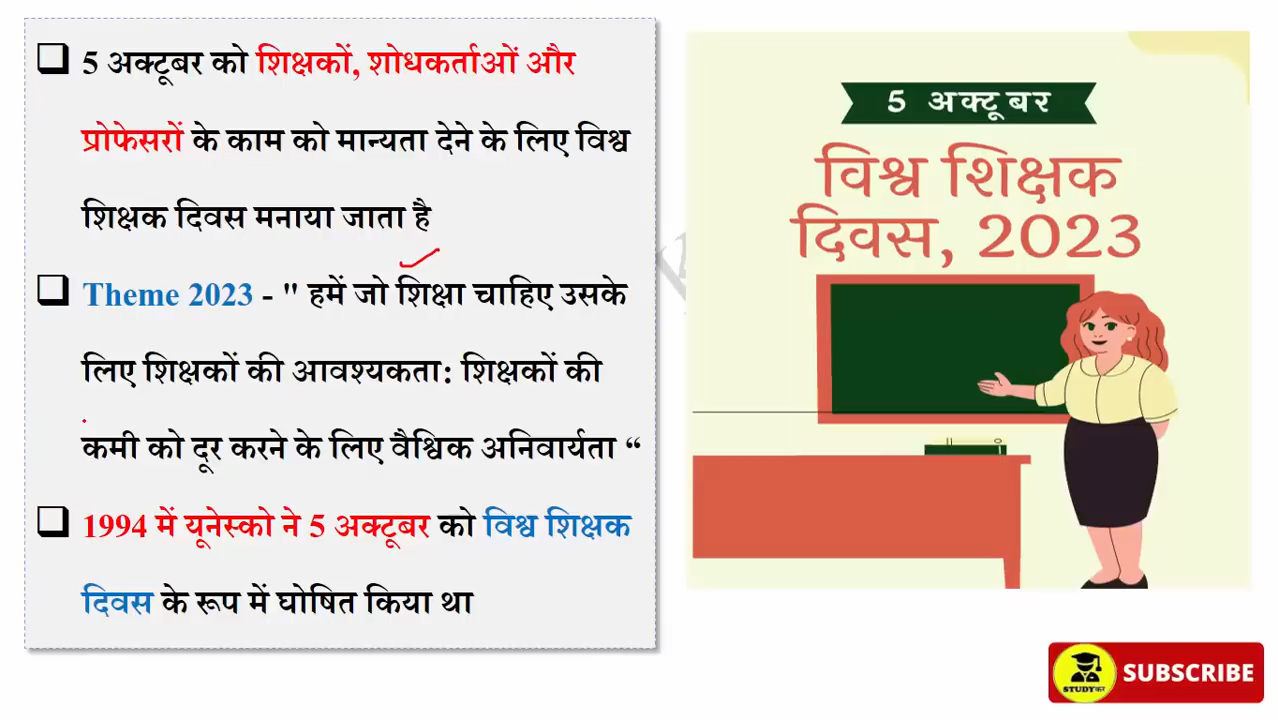 5 अक्टूबर को शिक्षकों, शोधकर्ताओं और
प्रोफेसरों के काम को मान्यता देने के लिए विश्व
शिक्षक दिवस मनाया जाता है
Theme 2023 - " हमें जो शिक्षा चाहिए उसके
लिए शिक्षकों की आवश्यकता: शिक्षकों की
कमी को दूर करने के लिए वैश्विक अनिवार्यता “
1994 में यूनेस्को ने 5 अक्टूबर को विश्व शिक्षक
दिवस के रूप में घोषित किया था
5 अक्टूबर
विश्व शिक्षक
दिवस, 2023
STUDYकर
SUBSCRIBE